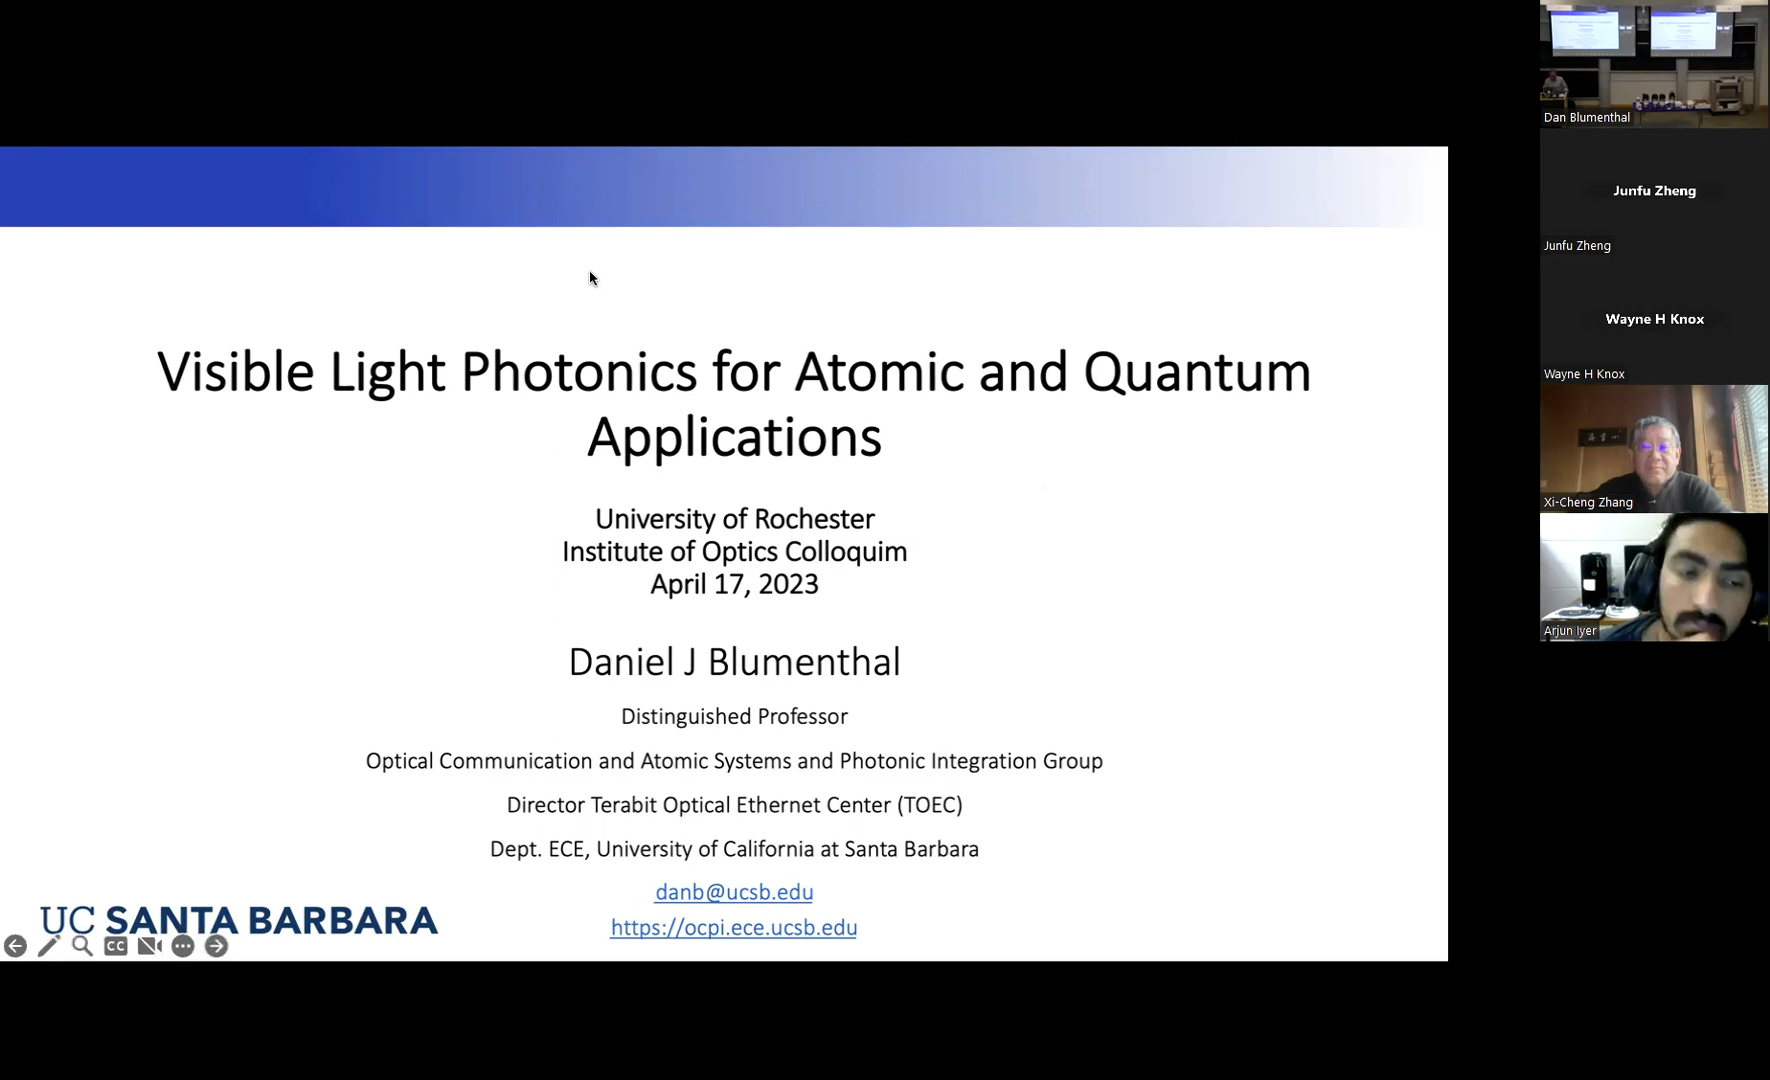 Visible Light Photonics for Atomic and Quantum
Applications
University of Rochester
Institute of Optics Colloquim
April 17, 2023
Daniel J Blumenthal
Distinguished Professor
Optical Communication and Atomic Systems and Photonic Integration Group
Director Terabit Optical Ethernet Center (TOEC)
Dept. ECE, University of California at Santa Barbara
danb@ucsb.edu
https://ocpi.ece.ucsb.edu
UC SANTA BARBARA
CC
Dan Blumenthal
Junfu Zheng
Junfu Zheng
Wayne H Knox
Wayne H Knox
Xi-Cheng Zhang
Arjun Iyer